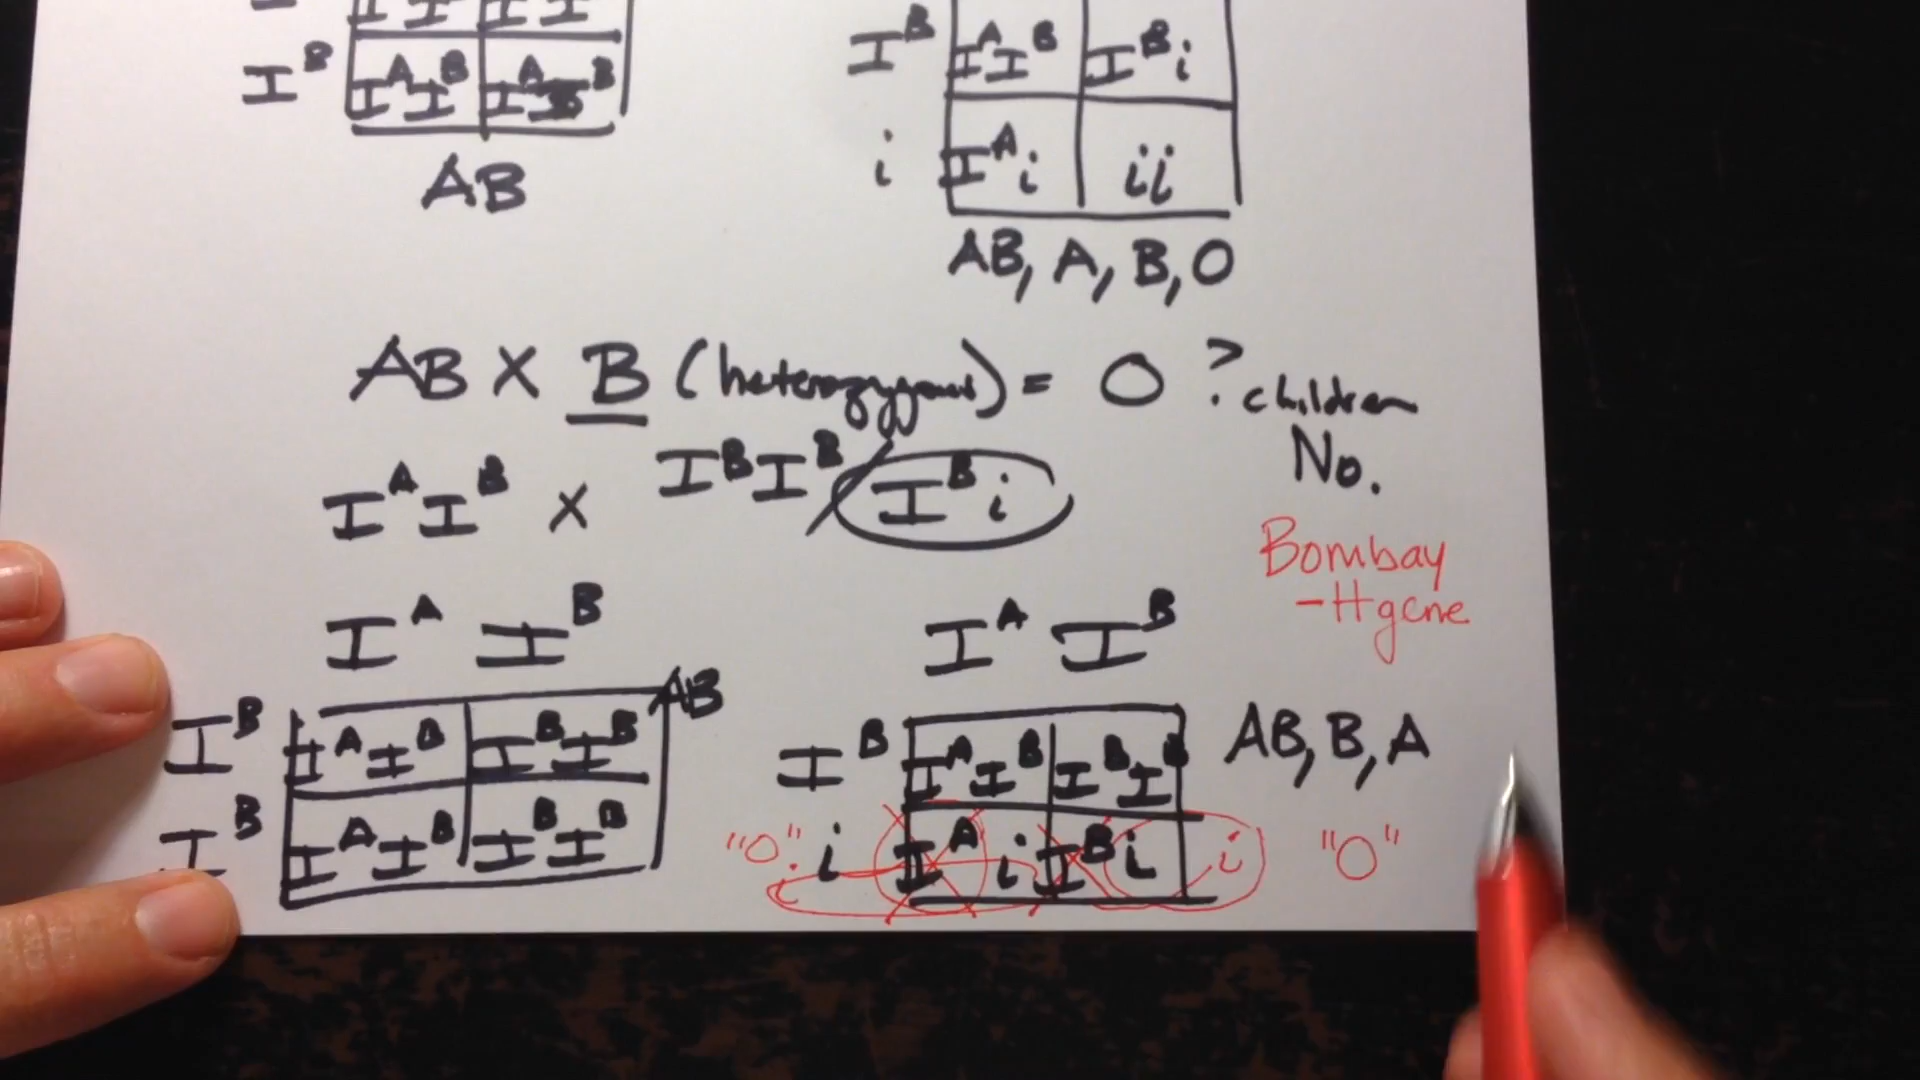 I^B I^A I^B I^A I^B
AB
I^B I^A I^B I^B i
i I^A i ii
AB, A, B, O
AB X B (heterozygous) = O ? children
No.
I^A I^B X I^B I^B / I^B i
Bombay
- H gene
I^A I^B
AB
I^B I^A I^B I^B I^B
I^B I^A I^B I^B I^B
I^A I^B
I^B I^A I^B I^B I^B AB, B, A
"O" i I^A i I^B i i "O"
i